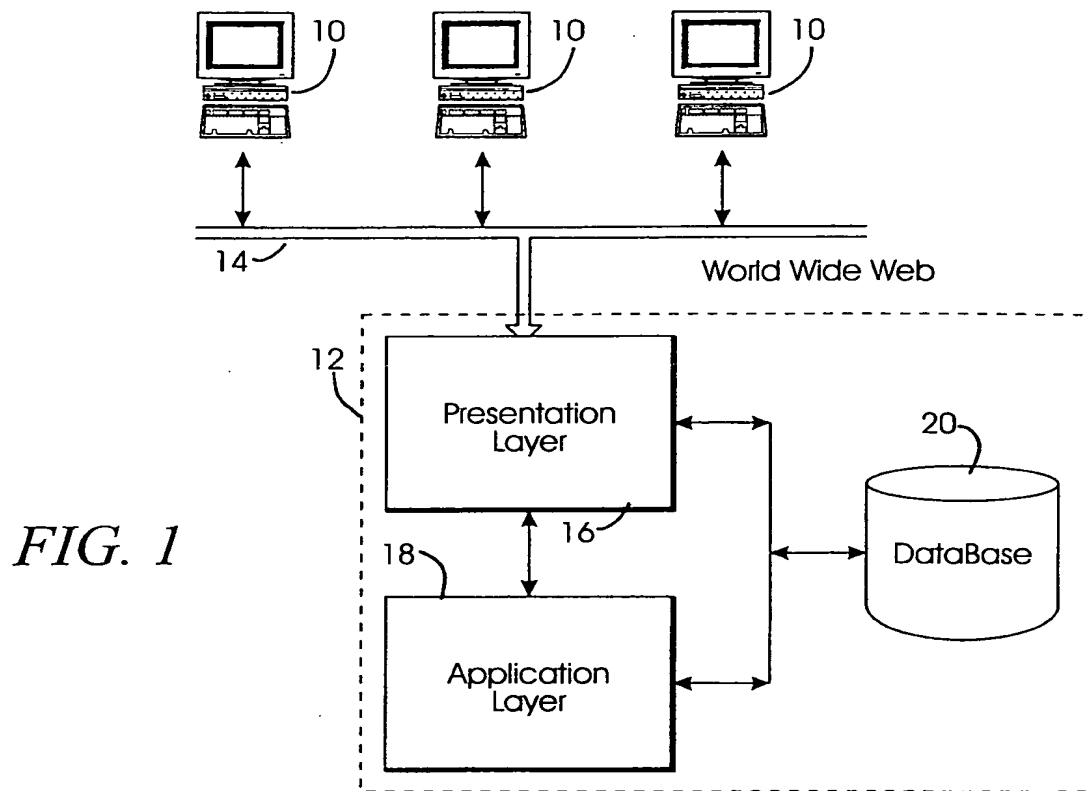 10
10
10
14
World Wide Web
12
Presentation
Layer
16
20
DataBase
FIG. 1
18
Application
Layer